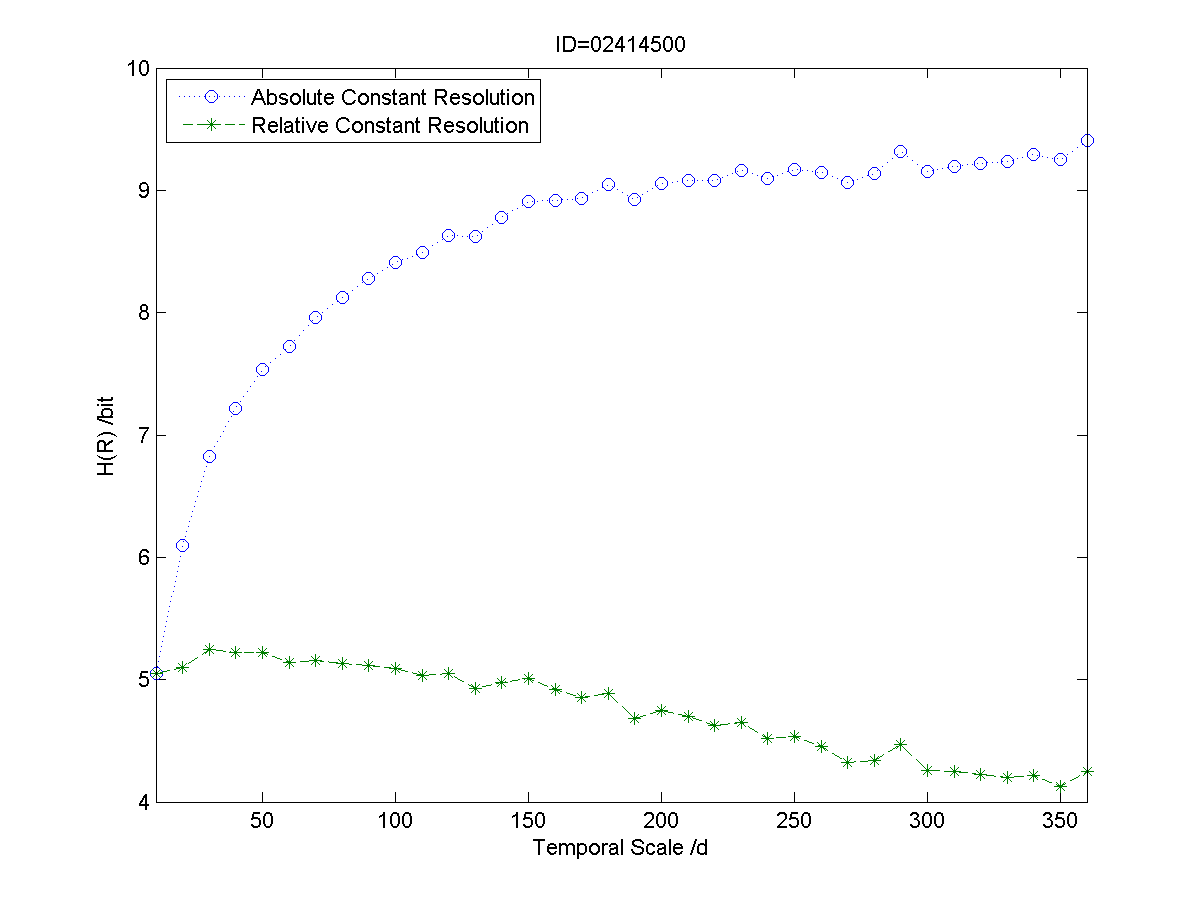 ID=02414500
Absolute Constant Resolution
Relative Constant Resolution
10
9
8
7
6
5
4
H(R) /bit
50 100 150 200 250 300 350
Temporal Scale /d